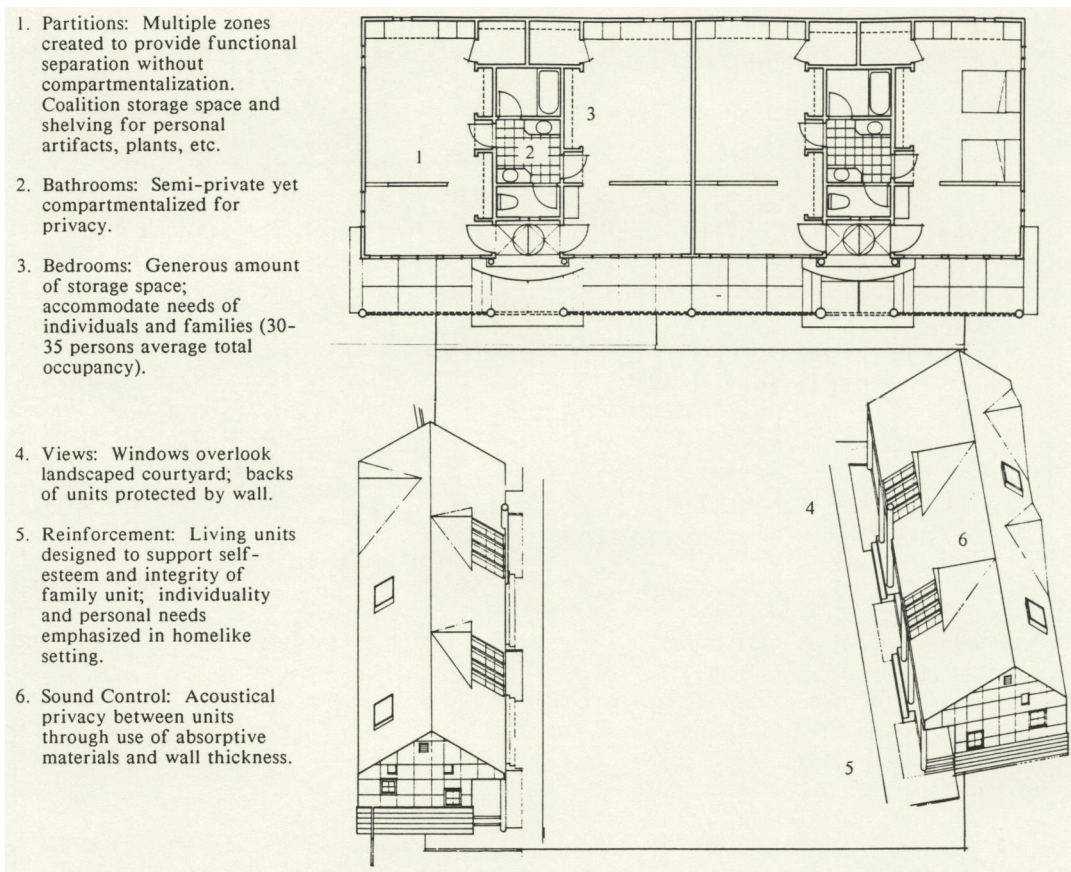 1. Partitions: Multiple zones
created to provide functional
separation without
compartmentalization.
Coalition storage space and
shelving for personal
artifacts, plants, etc.
2. Bathrooms: Semi-private yet
compartmentalized for
privacy.
3. Bedrooms: Generous amount
of storage space;
accommodate needs of
individuals and families (30-
35 persons average total
occupancy).
4. Views: Windows overlook
landscaped courtyard; backs
of units protected by wall.
5. Reinforcement: Living units
designed to support self-
esteem and integrity of
family unit; individuality
and personal needs
emphasized in homelike
setting.
6. Sound Control: Acoustical
privacy between units
through use of absorptive
materials and wall thickness.
1
2
3
4
5
6